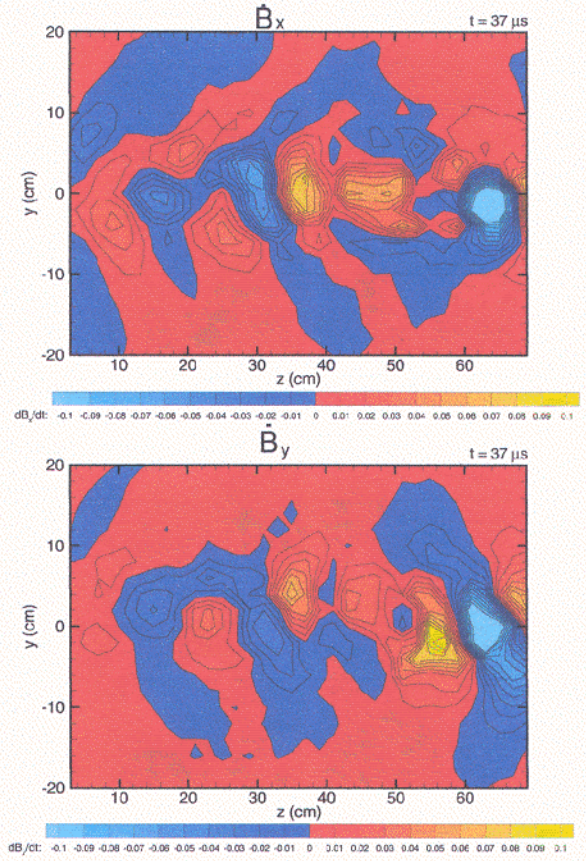 Ḃx t = 37 μs
20
10
0
-10
-20
y (cm)
10 20 30 40 50 60
z (cm)
dBx/dt: -0.1 -0.09 -0.08 -0.07 -0.06 -0.05 -0.04 -0.03 -0.02 -0.01 0 0.01 0.02 0.03 0.04 0.05 0.06 0.07 0.08 0.09 0.1
Ḃy t = 37 μs
20
10
0
-10
-20
y (cm)
10 20 30 40 50 60
z (cm)
dBy/dt: -0.1 -0.09 -0.08 -0.07 -0.06 -0.05 -0.04 -0.03 -0.02 -0.01 0 0.01 0.02 0.03 0.04 0.05 0.06 0.07 0.08 0.09 0.1